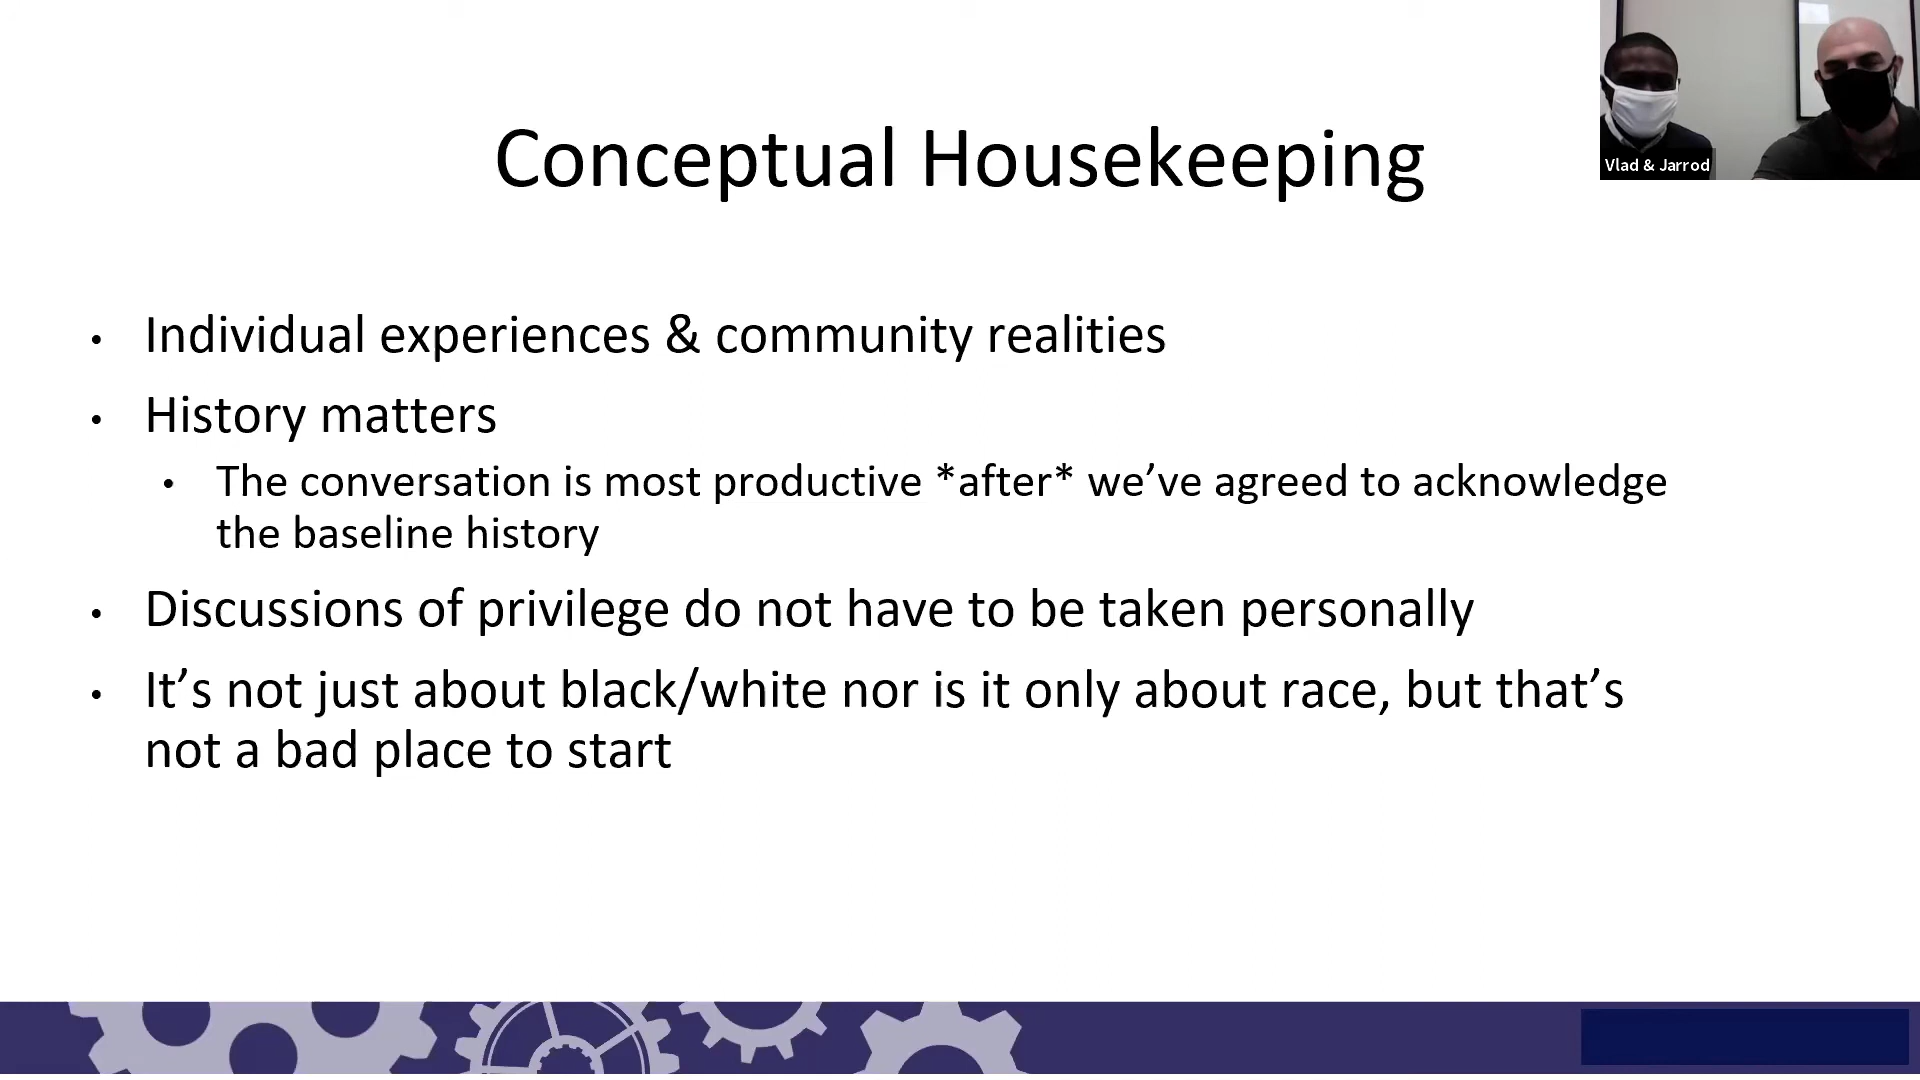 Conceptual Housekeeping
Vlad & Jarrod
• Individual experiences & community realities
• History matters
• The conversation is most productive *after* we’ve agreed to acknowledge
the baseline history
• Discussions of privilege do not have to be taken personally
• It’s not just about black/white nor is it only about race, but that’s
not a bad place to start